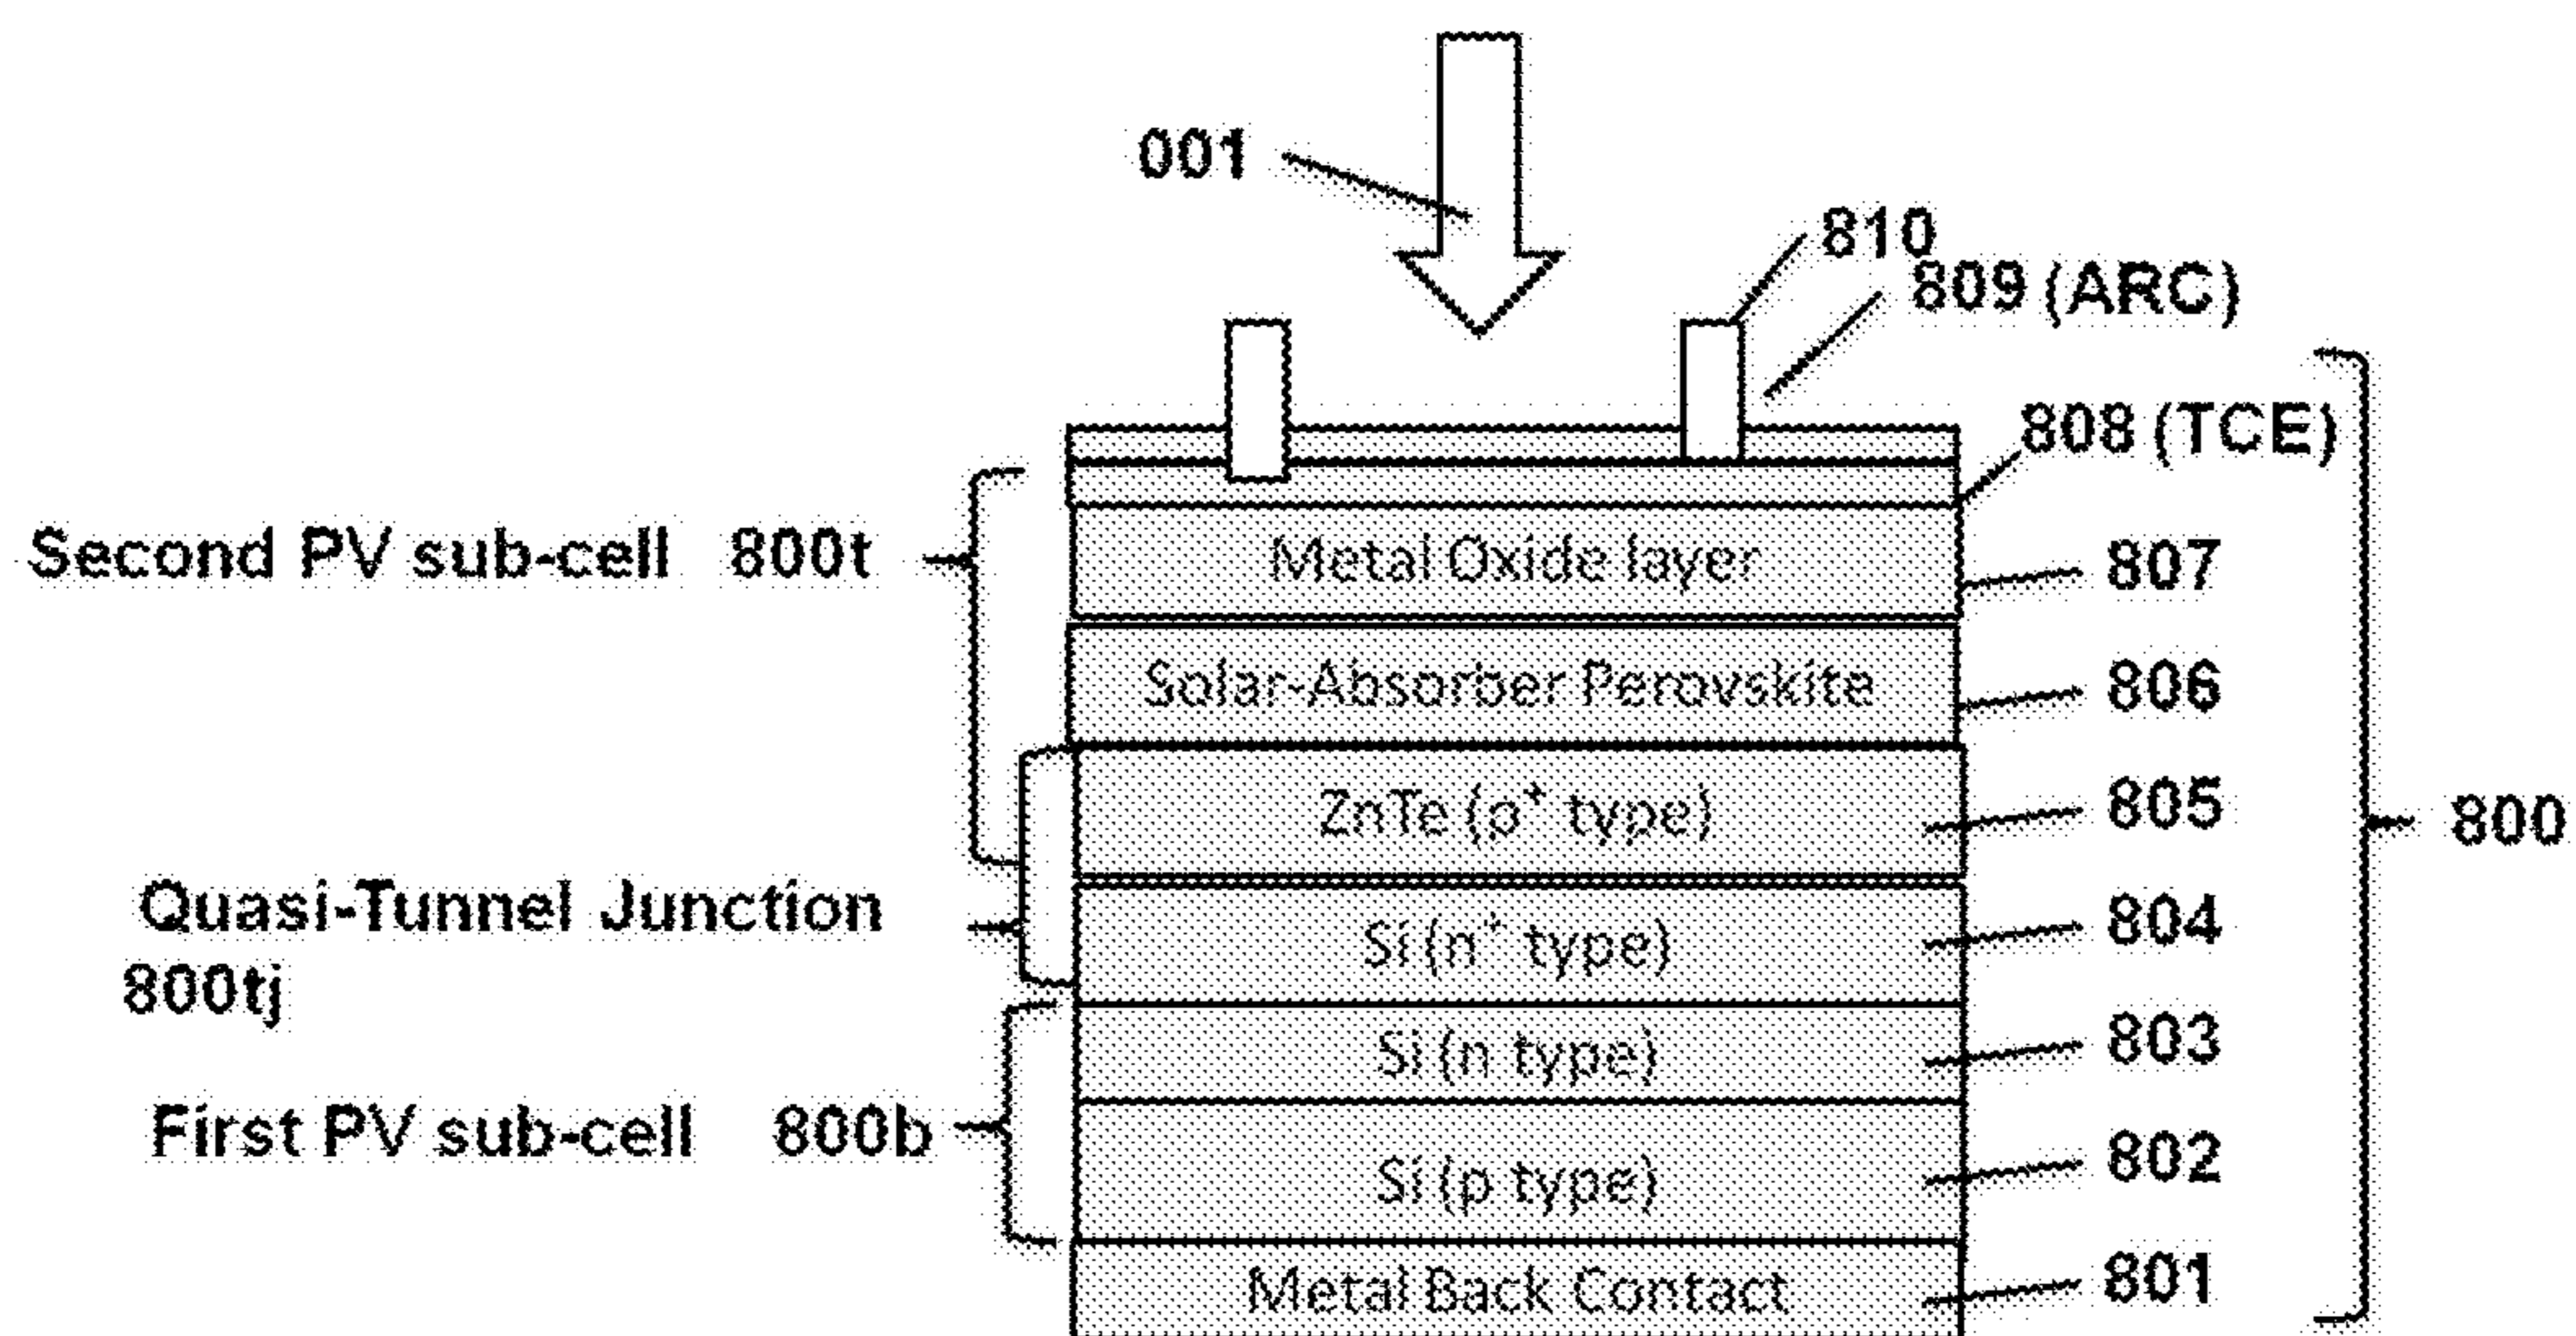 001
810
809 (ARC)
808 (TCE)
Second PV sub-cell 800t
Metal Oxide layer
807
Solar-Absorber Perovskite
806
ZnTe (p⁺ type)
805
800
Quasi-Tunnel Junction
800tj
Si (n⁺ type)
804
Si (n type)
803
First PV sub-cell 800b
Si (p type)
802
Metal Back Contact
801